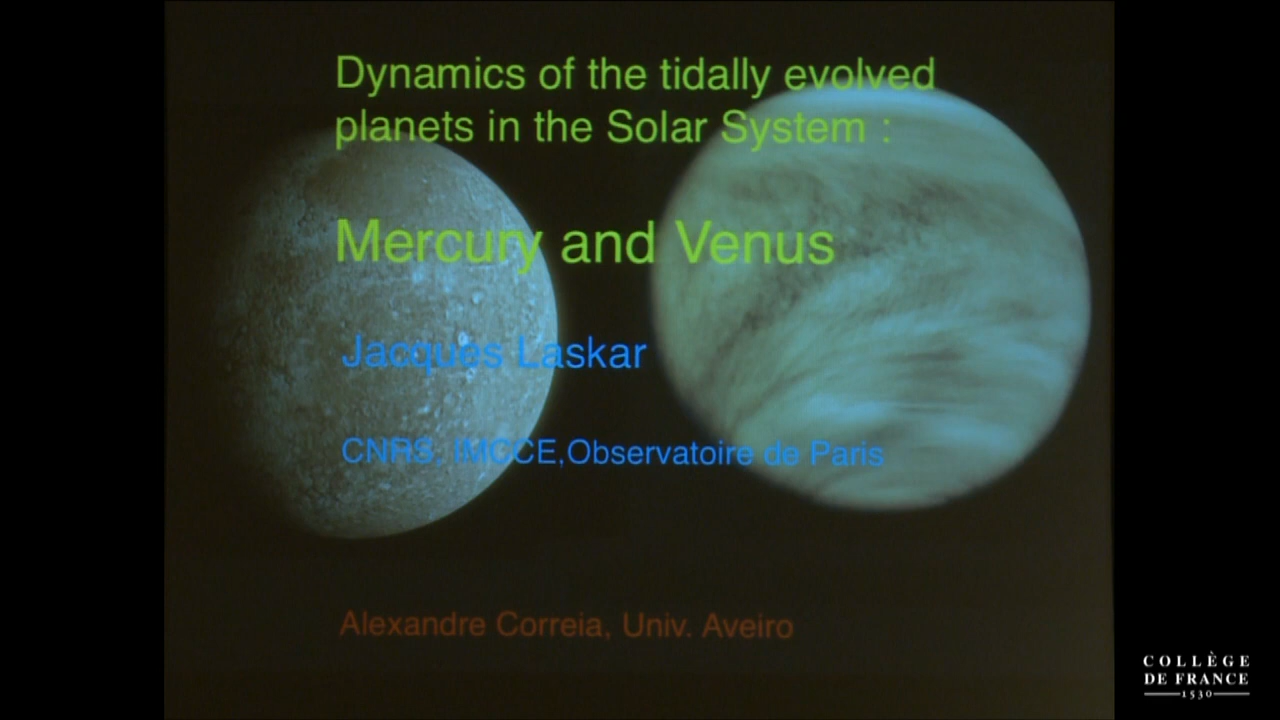 Dynamics of the tidally evolved
planets in the Solar System :
Mercury and Venus
Jacques Laskar
CNRS, IMCCE,Observatoire de Paris
Alexandre Correia, Univ. Aveiro
COLLÈGE
DE FRANCE
1530